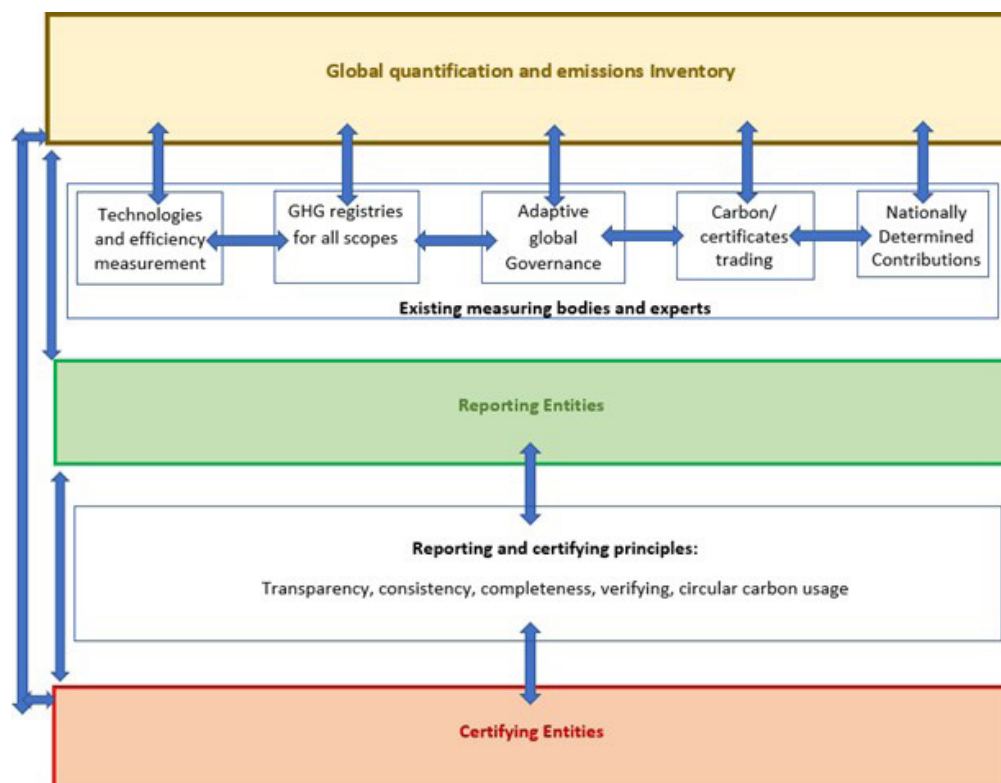 Global quantification and emissions Inventory
Technologies
and efficiency
measurement
GHG registries
for all scopes
Adaptive
global
Governance
Carbon/
certificates
trading
Nationally
Determined
Contributions
Existing measuring bodies and experts
Reporting Entities
Reporting and certifying principles:
Transparency, consistency, completeness, verifying, circular carbon usage
Certifying Entities